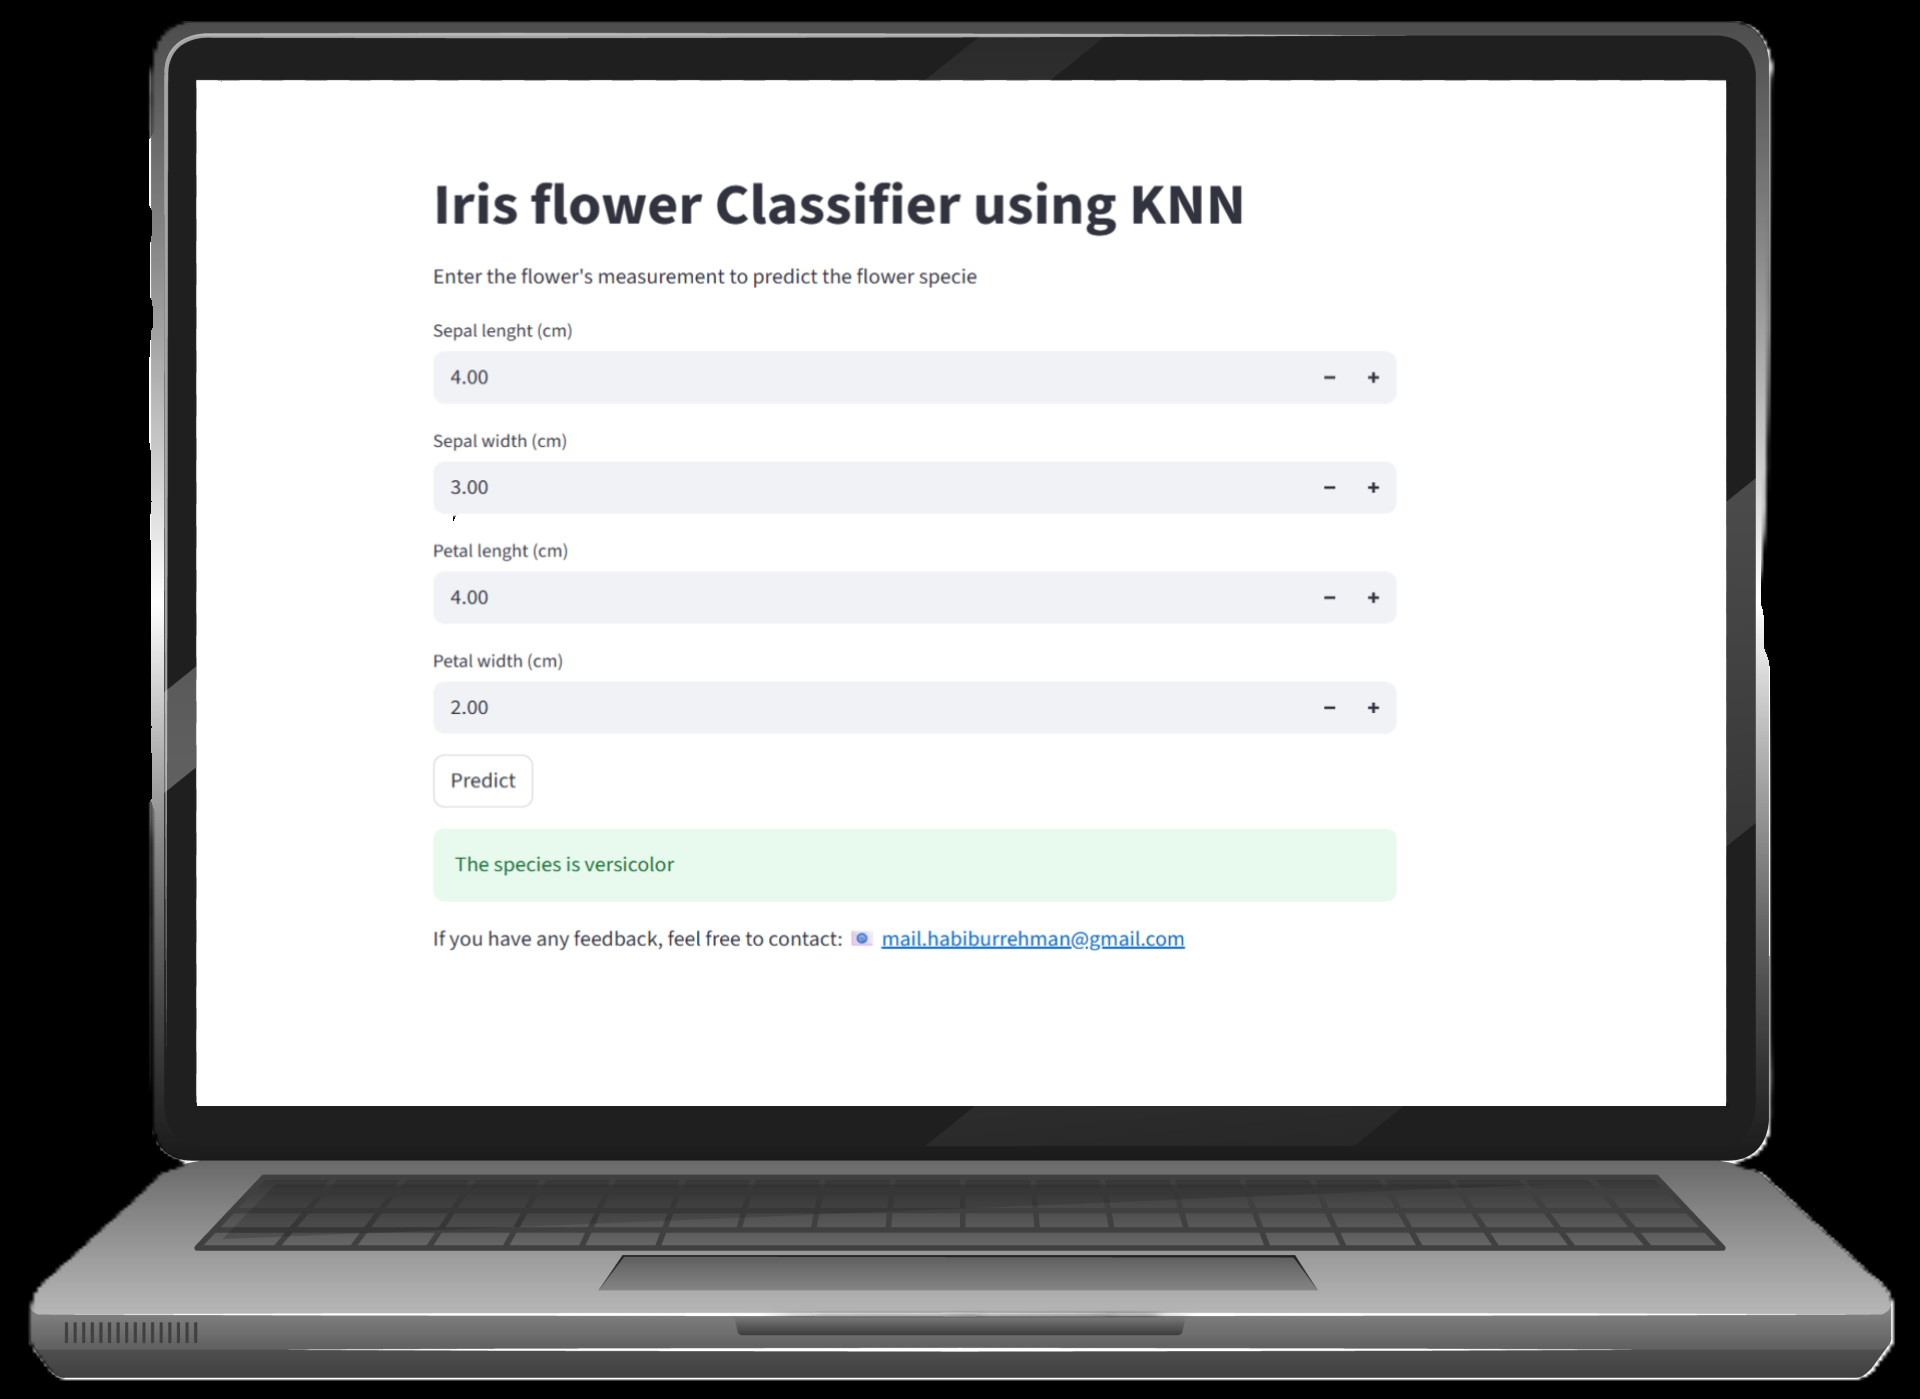 Iris flower Classifier using KNN
Enter the flower's measurement to predict the flower specie
Sepal lenght (cm)
4.00 − +
Sepal width (cm)
3.00 − +
Petal lenght (cm)
4.00 − +
Petal width (cm)
2.00 − +
Predict
The species is versicolor
If you have any feedback, feel free to contact: 📧 mail.habiburrehman@gmail.com